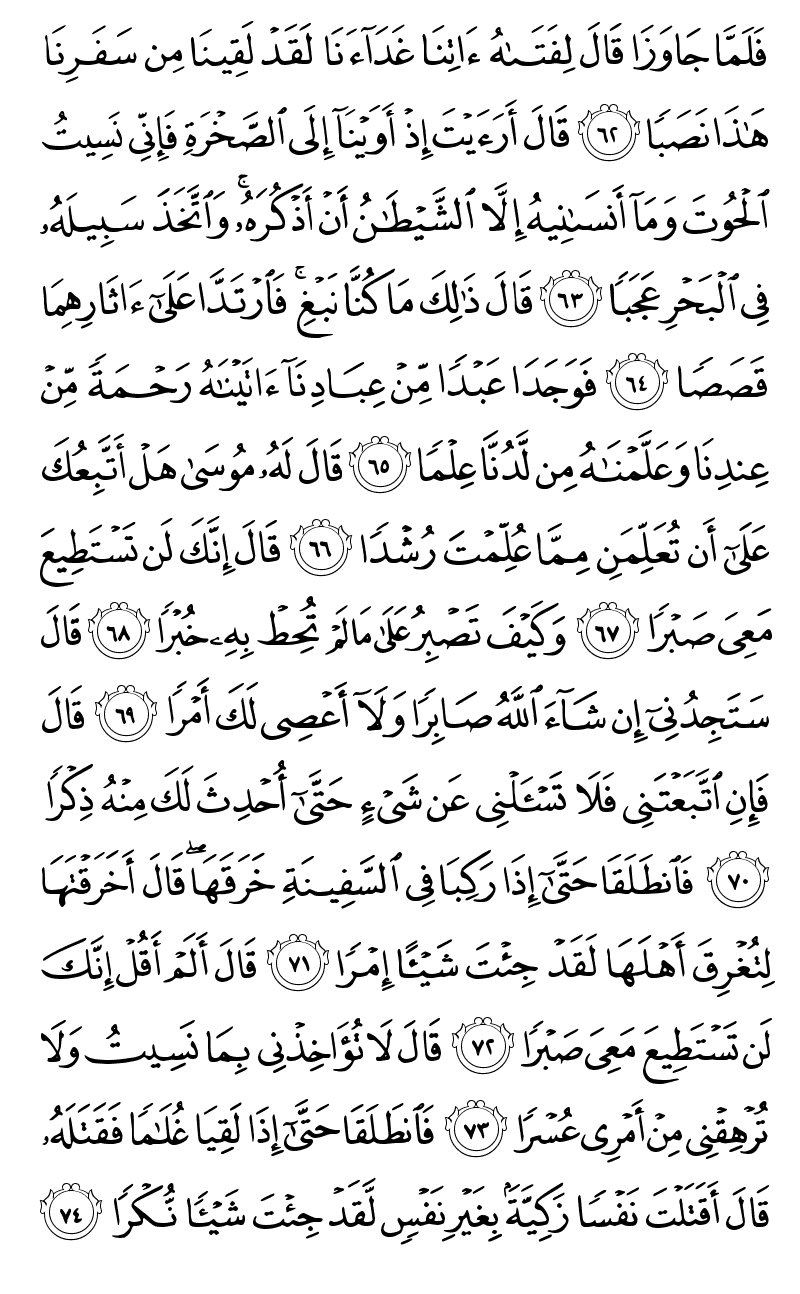 فَلَمَّا جَاوَزَا قَالَ لِفَتَىٰهُ ءَاتِنَا غَدَآءَنَا لَقَدْ لَقِينَا مِن سَفَرِنَا
هَـٰذَا نَصَبًا ﴿٦٢﴾ قَالَ أَرَءَيْتَ إِذْ أَوَيْنَآ إِلَى ٱلصَّخْرَةِ فَإِنِّى نَسِيتُ
ٱلْحُوتَ وَمَآ أَنسَىٰنِيهُ إِلَّا ٱلشَّيْطَـٰنُ أَنْ أَذْكُرَهُۥ ۚ وَٱتَّخَذَ سَبِيلَهُۥ
فِى ٱلْبَحْرِ عَجَبًا ﴿٦٣﴾ قَالَ ذَٰلِكَ مَا كُنَّا نَبْغِ ۚ فَٱرْتَدَّا عَلَىٰٓ ءَاثَارِهِمَا
قَصَصًا ﴿٦٤﴾ فَوَجَدَا عَبْدًا مِّنْ عِبَادِنَآ ءَاتَيْنَـٰهُ رَحْمَةً مِّنْ
عِندِنَا وَعَلَّمْنَـٰهُ مِن لَّدُنَّا عِلْمًا ﴿٦٥﴾ قَالَ لَهُۥ مُوسَىٰ هَلْ أَتَّبِعُكَ
عَلَىٰٓ أَن تُعَلِّمَنِ مِمَّا عُلِّمْتَ رُشْدًا ﴿٦٦﴾ قَالَ إِنَّكَ لَن تَسْتَطِيعَ
مَعِىَ صَبْرًا ﴿٦٧﴾ وَكَيْفَ تَصْبِرُ عَلَىٰ مَا لَمْ تُحِطْ بِهِۦ خُبْرًا ﴿٦٨﴾ قَالَ
سَتَجِدُنِىٓ إِن شَآءَ ٱللَّهُ صَابِرًا وَلَآ أَعْصِى لَكَ أَمْرًا ﴿٦٩﴾ قَالَ
فَإِنِ ٱتَّبَعْتَنِى فَلَا تَسْـَٔلْنِى عَن شَىْءٍ حَتَّىٰٓ أُحْدِثَ لَكَ مِنْهُ ذِكْرًا
﴿٧٠﴾ فَٱنطَلَقَا حَتَّىٰٓ إِذَا رَكِبَا فِى ٱلسَّفِينَةِ خَرَقَهَا ۖ قَالَ أَخَرَقْتَهَا
لِتُغْرِقَ أَهْلَهَا لَقَدْ جِئْتَ شَيْـًٔا إِمْرًا ﴿٧١﴾ قَالَ أَلَمْ أَقُلْ إِنَّكَ
لَن تَسْتَطِيعَ مَعِىَ صَبْرًا ﴿٧٢﴾ قَالَ لَا تُؤَاخِذْنِى بِمَا نَسِيتُ وَلَا
تُرْهِقْنِى مِنْ أَمْرِى عُسْرًا ﴿٧٣﴾ فَٱنطَلَقَا حَتَّىٰٓ إِذَا لَقِيَا غُلَـٰمًا فَقَتَلَهُۥ
قَالَ أَقَتَلْتَ نَفْسًا زَكِيَّةًۢ بِغَيْرِ نَفْسٍ لَّقَدْ جِئْتَ شَيْـًٔا نُّكْرًا ﴿٧٤﴾